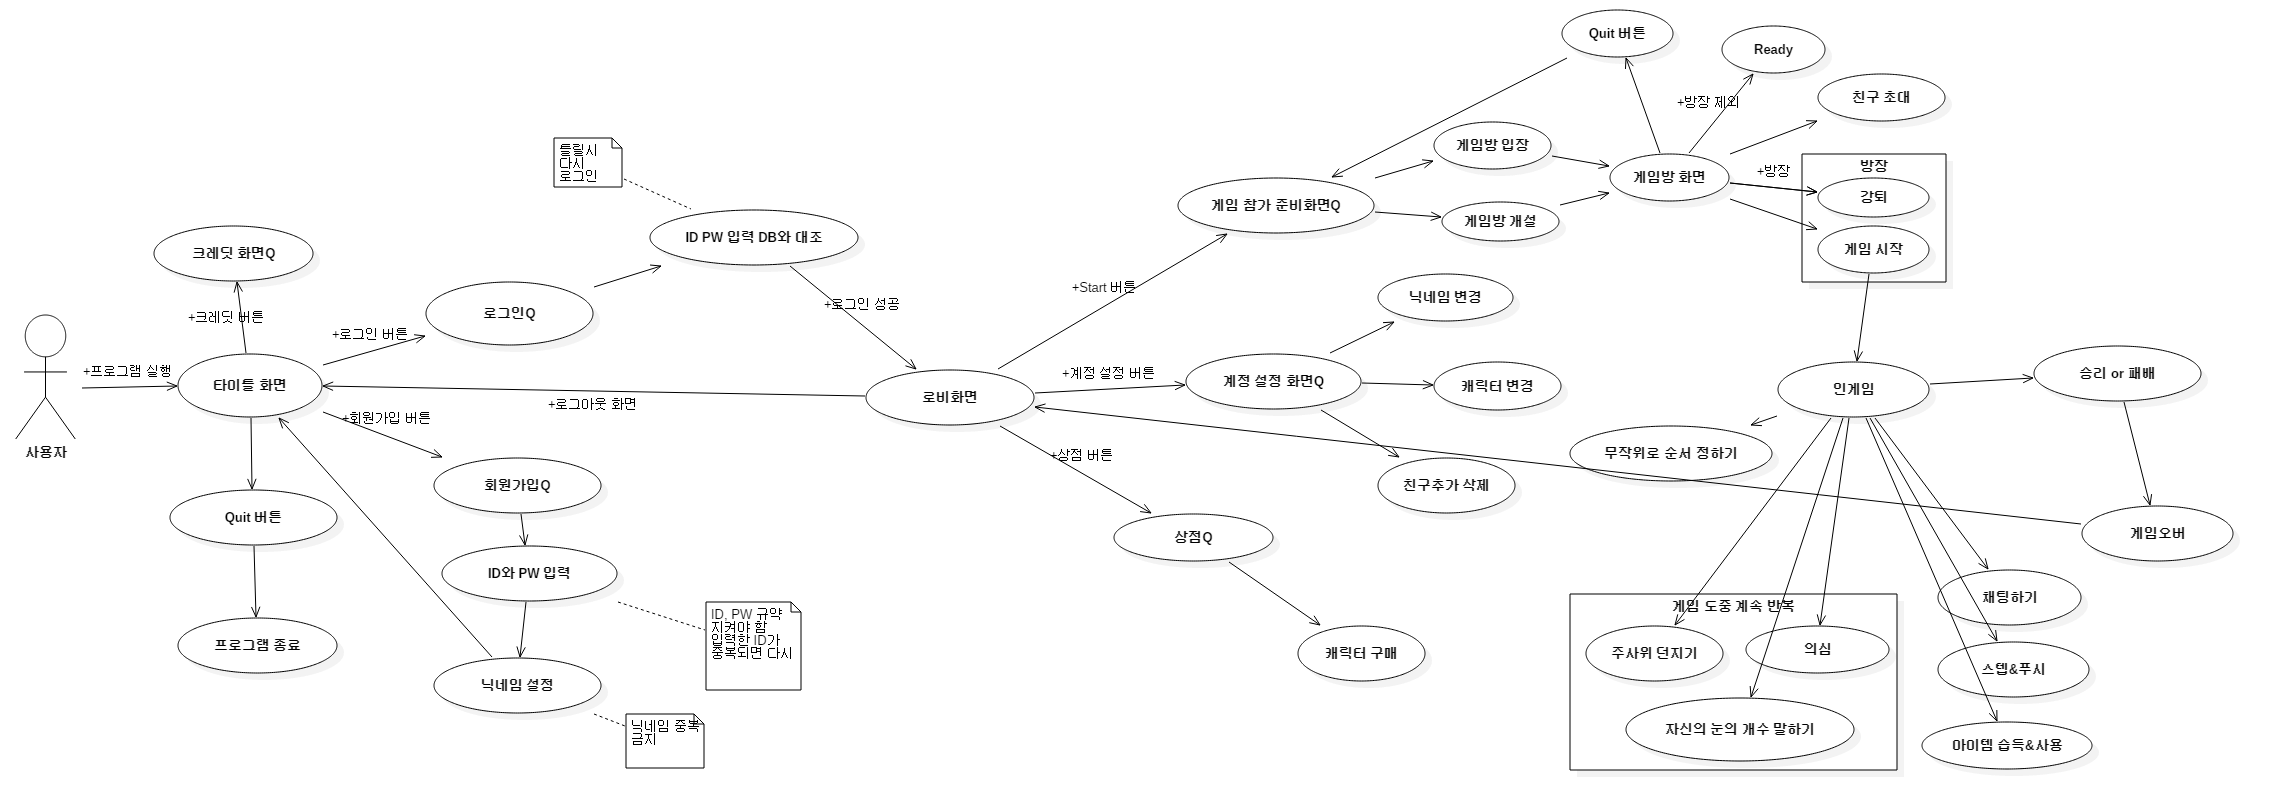 Quit 버튼
Ready
+방장 제외
친구 초대
틀릴시
다시
로그인
게임방 입장
게임방 화면
+방장
방장
강퇴
게임 참가 준비화면Q
게임방 개설
게임 시작
ID PW 입력 DB와 대조
크레딧 화면Q
+크레딧 버튼
로그인Q
+로그인 버튼
+로그인 성공
+Start 버튼
닉네임 변경
+프로그램 실행
사용자
타이틀 화면
+회원가입 버튼
+로그아웃 화면
로비화면
+계정 설정 버튼
계정 설정 화면Q
캐릭터 변경
친구추가 삭제
인게임
승리 or 패배
무작위로 순서 정하기
+상점 버튼
회원가입Q
Quit 버튼
상점Q
게임오버
ID와 PW 입력
ID, PW 규약
지켜야 함
입력한 ID가
중복되면 다시
프로그램 종료
닉네임 설정
닉네임 중복
금지
캐릭터 구매
게임 도중 계속 반복
주사위 던지기
의심
자신의 눈의 개수 말하기
채팅하기
스텝&푸시
아이템 습득&사용